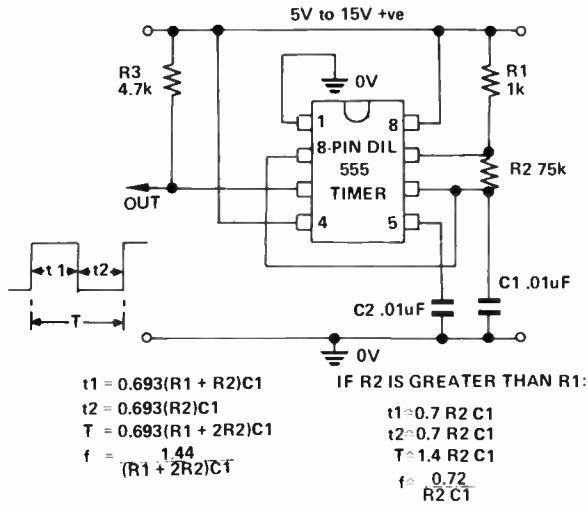 5V to 15V +ve
R3
4.7k
0V
R1
1k
1
8
8-PIN DIL
555
TIMER
R2 75k
OUT
4
5
t1
t2
T
C2 .01uF
C1 .01uF
0V
t1 = 0.693(R1 + R2)C1
t2 = 0.693(R2)C1
T = 0.693(R1 + 2R2)C1
f = 1.44
(R1 + 2R2)C1
IF R2 IS GREATER THAN R1:
t1≏0.7 R2 C1
t2≏0.7 R2 C1
T≏1.4 R2 C1
f≏ 0.72
R2 C1